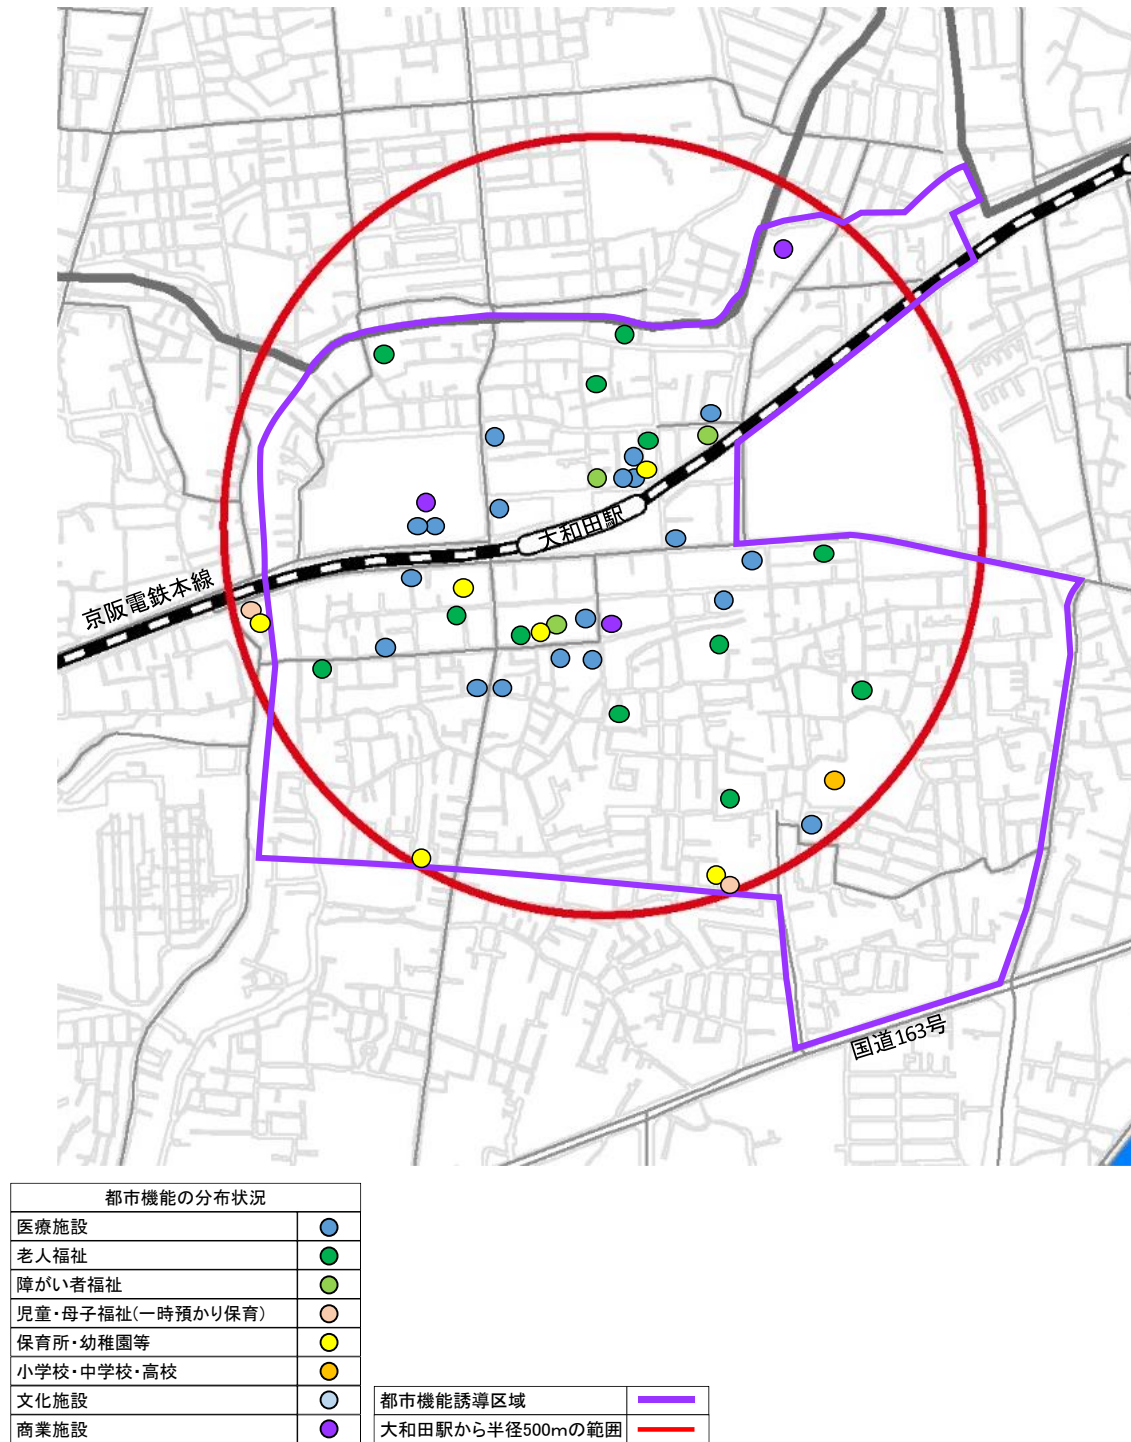 大和田駅
京阪電鉄本線
国道163号
都市機能の分布状況
医療施設
老人福祉
障がい者福祉
児童・母子福祉(一時預かり保育)
保育所・幼稚園等
小学校・中学校・高校
文化施設
商業施設
都市機能誘導区域
大和田駅から半径500mの範囲